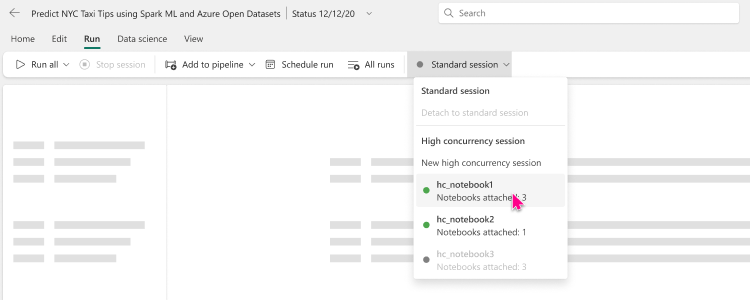 Predict NYC Taxi Tips using Spark ML and Azure Open Datasets | Status 12/12/20
Search
Home Edit Run Data science View
Run all Stop session Add to pipeline Schedule run All runs Standard session
Standard session
Detach to standard session
High concurrency session
New high concurrency session
hc_notebook1
Notebooks attached: 3
hc_notebook2
Notebooks attached: 1
hc_notebook3
Notebooks attached: 3